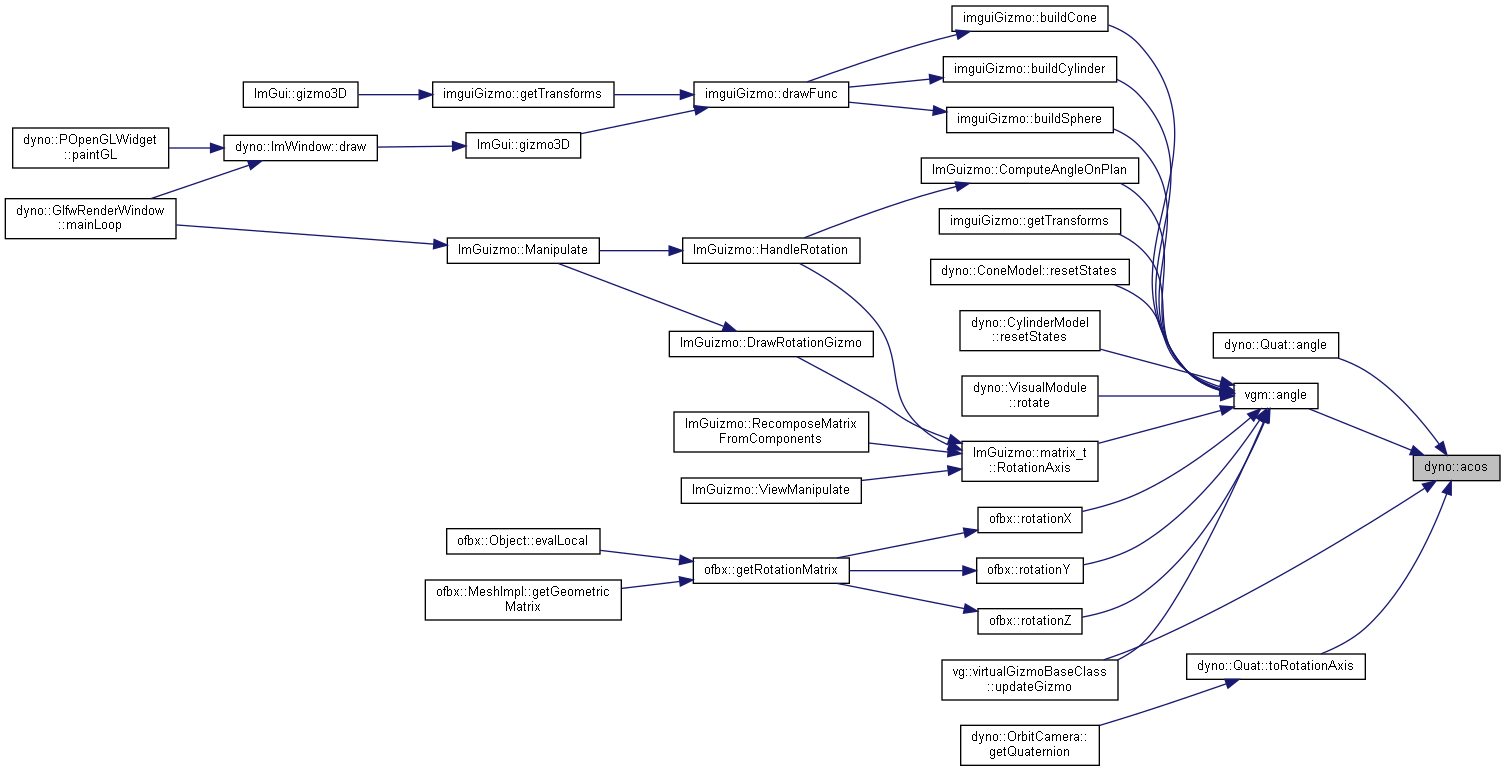 imguiGizmo::buildCone
imguiGizmo::buildCylinder
ImGui::gizmo3D
imguiGizmo::getTransforms
imguiGizmo::drawFunc
imguiGizmo::buildSphere
dyno::POpenGLWidget
::paintGL
dyno::ImWindow::draw
ImGui::gizmo3D
ImGuizmo::ComputeAngleOnPlan
dyno::GlfwRenderWindow
::mainLoop
imguiGizmo::getTransforms
ImGuizmo::Manipulate
ImGuizmo::HandleRotation
dyno::ConeModel::resetStates
dyno::CylinderModel
::resetStates
ImGuizmo::DrawRotationGizmo
dyno::Quat::angle
dyno::VisualModule
::rotate
vgm::angle
ImGuizmo::RecomposeMatrix
FromComponents
ImGuizmo::matrix_t
::RotationAxis
dyno::acos
ImGuizmo::ViewManipulate
ofbx::rotationX
ofbx::Object::evalLocal
ofbx::getRotationMatrix
ofbx::rotationY
ofbx::MeshImpl::getGeometric
Matrix
ofbx::rotationZ
vg::virtualGizmoBaseClass
::updateGizmo
dyno::Quat::toRotationAxis
dyno::OrbitCamera::
getQuaternion